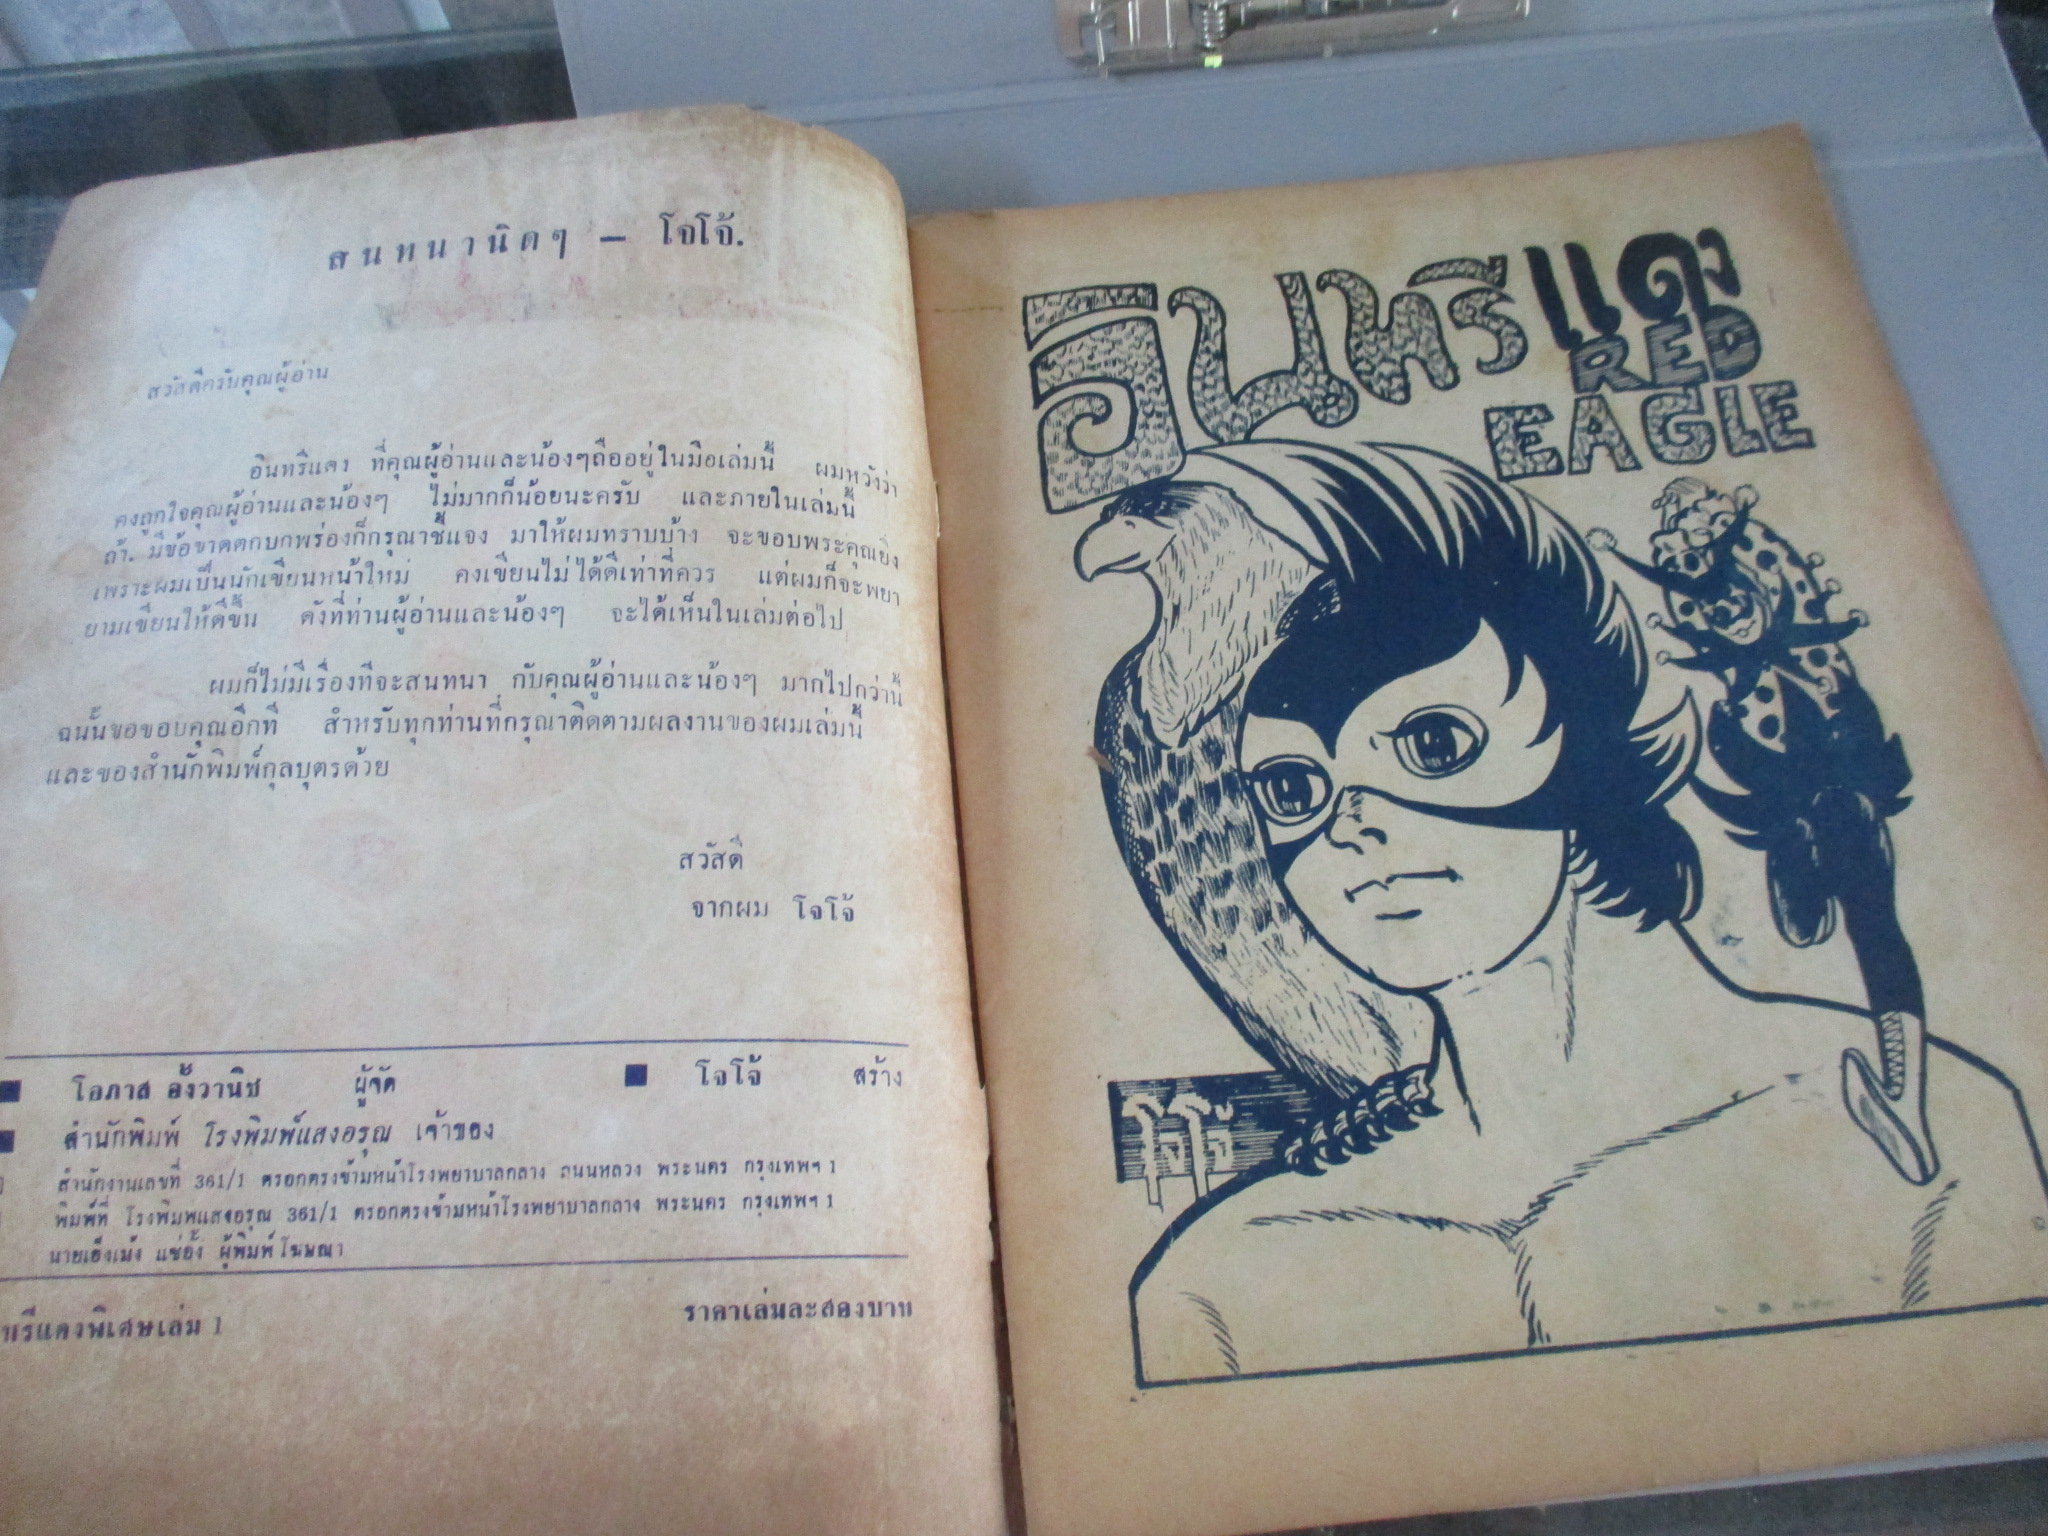 สนทนานิดๆ — โจโจ้.
สวัสดีครับคุณผู้อ่าน
อินทรีแดง ที่คุณผู้อ่านและน้องๆถืออยู่ในมือเล่มนี้ ผมหวังว่า
คงถูกใจคุณผู้อ่านและน้องๆ ไม่มากก็น้อยนะครับ และภายในเล่มนี้
ถ้า. มีข้อขาดตกบกพร่องก็กรุณาชี้แจง มาให้ผมทราบบ้าง จะขอบพระคุณยิ่ง
เพราะผมเป็นนักเขียนหน้าใหม่ คงเขียนไม่ได้ดีเท่าที่ควร แต่ผมก็จะพยา
ยามเขียนให้ดีขึ้น ดังที่ท่านผู้อ่านและน้องๆ จะได้เห็นในเล่มต่อไป
ผมก็ไม่มีเรื่องที่จะสนทนา กับคุณผู้อ่านและน้องๆ มากไปกว่านี้
ฉนั้นขอขอบคุณอีกที สำหรับทุกท่านที่กรุณาติดตามผลงานของผมเล่มนี้
และของสำนักพิมพ์กุลบุตรด้วย
สวัสดี
จากผม โจโจ้
โอภาส อั้งวานิช ผู้จัด ■ โจโจ้ สร้าง
สำนักพิมพ์ โรงพิมพ์แสงอรุณ เจ้าของ
สำนักงานเลขที่ 361/1 ตรอกตรงข้ามหน้าโรงพยาบาลกลาง ถนนหลวง พระนคร กรุงเทพฯ 1
พิมพ์ที่ โรงพิมพ์แสงอรุณ 361/1 ตรอกตรงข้ามหน้าโรงพยาบาลกลาง พระนคร กรุงเทพฯ 1
นายเอ็งเม้ง แซ่อั้ง ผู้พิมพ์โฆษณา
ทรีแดงพิเศษเล่ม 1 ราคาเล่มละสองบาท
อินทรีแดง
RED
EAGLE